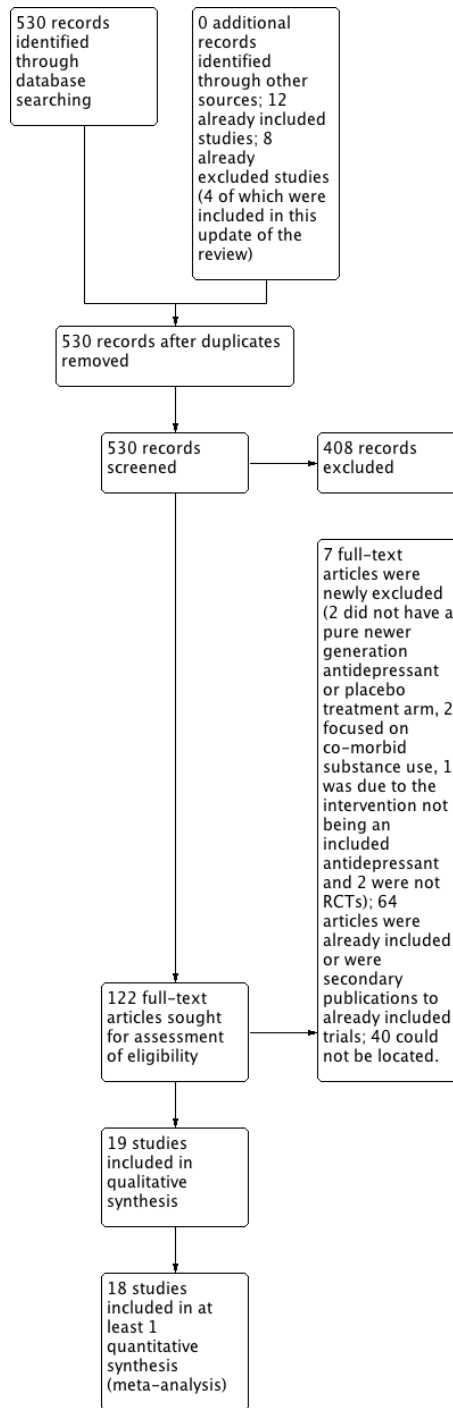 530 records
identified
through
database
searching
0 additional
records
identified
through other
sources; 12
already included
studies; 8
already
excluded studies
(4 of which were
included in this
update of the
review)
530 records after duplicates
removed
530 records
screened
408 records
excluded
7 full-text
articles were
newly excluded
(2 did not have a
pure newer
generation
antidepressant
or placebo
treatment arm, 2
focused on
co-morbid
substance use, 1
was due to the
intervention not
being an
included
antidepressant
and 2 were not
RCTs); 64
articles were
already included
or were
secondary
publications to
already included
trials; 40 could
not be located.
122 full-text
articles sought
for assessment
of eligibility
19 studies
included in
qualitative
synthesis
18 studies
included in at
least 1
quantitative
synthesis
(meta-analysis)